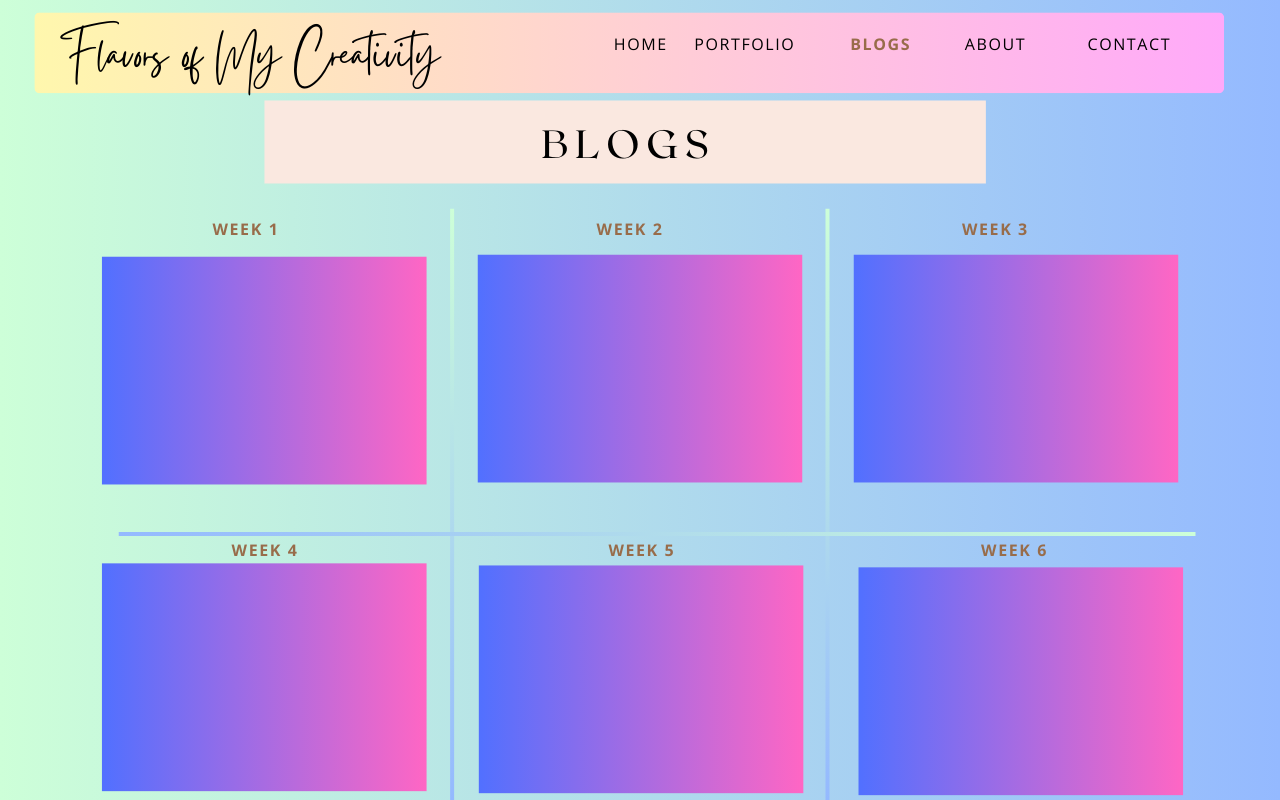 Flavors of My Creativity
HOME PORTFOLIO BLOGS ABOUT CONTACT
BLOGS
WEEK 1 WEEK 2 WEEK 3
WEEK 4 WEEK 5 WEEK 6